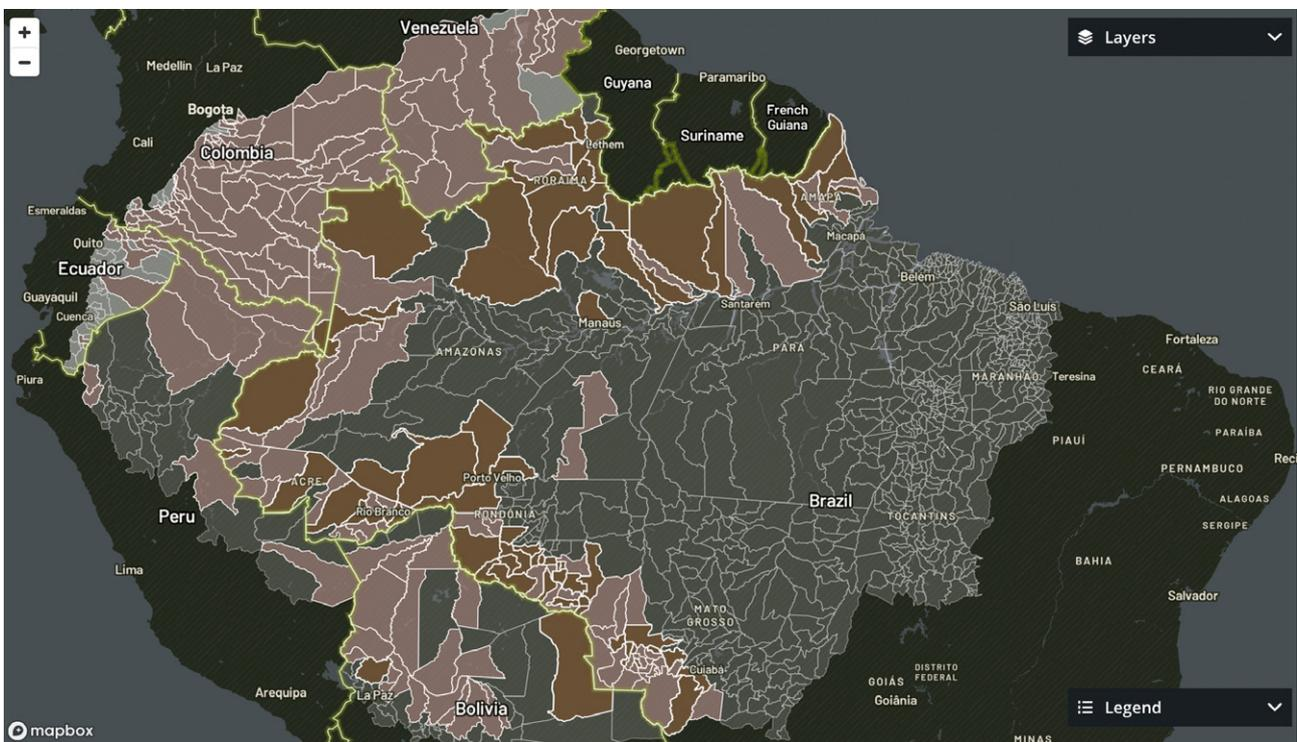 +
−
Venezuela
Layers
Georgetown
Medellin
La Paz
Guyana
Paramaribo
Bogota
French
Guiana
Suriname
Cali
Colombia
Lethem
RORAIMA
AMAPÁ
Esmeraldas
Quito
Macapá
Ecuador
Belém
Guayaquil
Cuenca
Santarém
São Luís
Manaus
Fortaleza
AMAZONAS
PARÁ
CEARÁ
Piura
MARANHÃO
Teresina
RIO GRANDE
DO NORTE
PARAÍBA
PIAUÍ
Reci
PERNAMBUCO
ACRE
Porto Velho
ALAGOAS
Peru
Rio Branco
RONDÔNIA
Brazil
TOCANTINS
SERGIPE
Lima
BAHIA
Salvador
MATO
GROSSO
Cuiabá
DISTRITO
FEDERAL
GOIÁS
Goiânia
Arequipa
La Paz
Bolivia
Legend
mapbox
MINAS